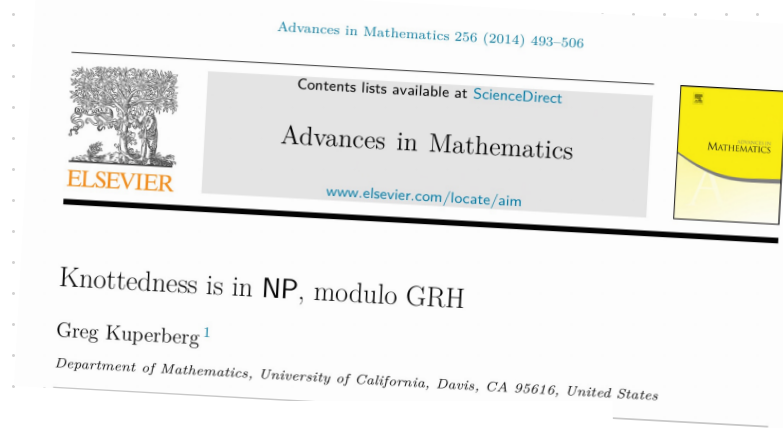 Advances in Mathematics 256 (2014) 493–506
Contents lists available at ScienceDirect
Advances in Mathematics
www.elsevier.com/locate/aim
ELSEVIER
ADVANCES IN
MATHEMATICS
Knottedness is in NP, modulo GRH
Greg Kuperberg 1
Department of Mathematics, University of California, Davis, CA 95616, United States